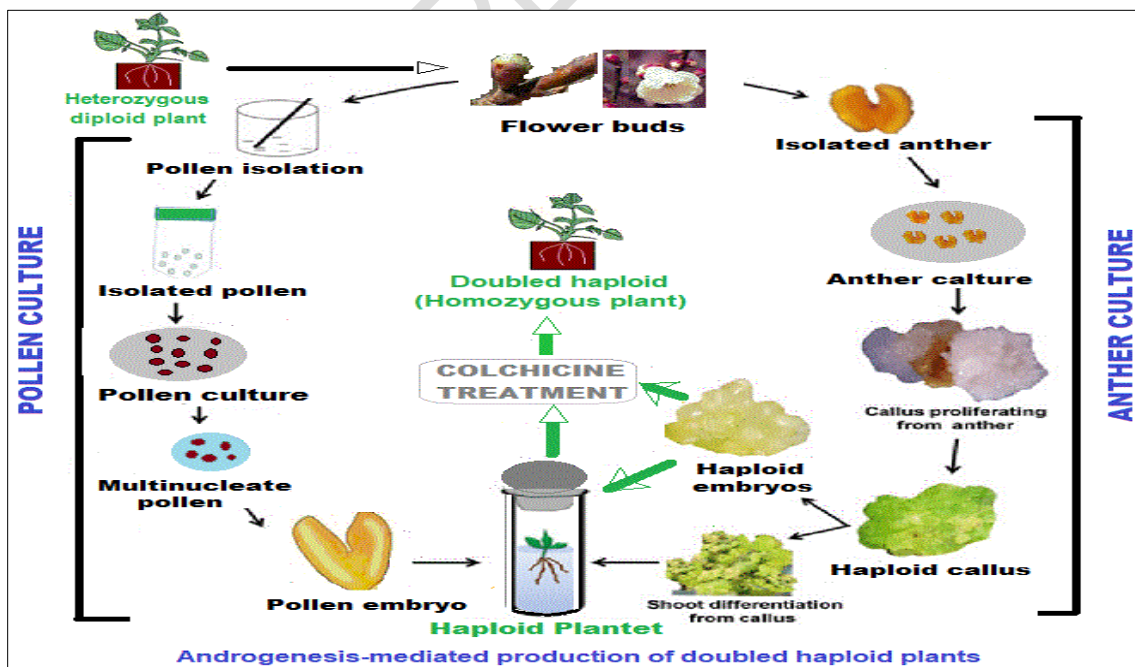 Heterozygous
diploid plant
Flower buds
Pollen isolation
Isolated anther
POLLEN CULTURE
Isolated pollen
Doubled haploid
(Homozygous plant)
Anther calture
ANTHER CULTURE
COLCHICINE
TREATMENT
Pollen culture
Callus proliferating
from anther
Multinucleate
pollen
Haploid
embryos
Haploid callus
Pollen embryo
Shoot differentiation
from callus
Haploid Plantet
Androgenesis-mediated production of doubled haploid plants